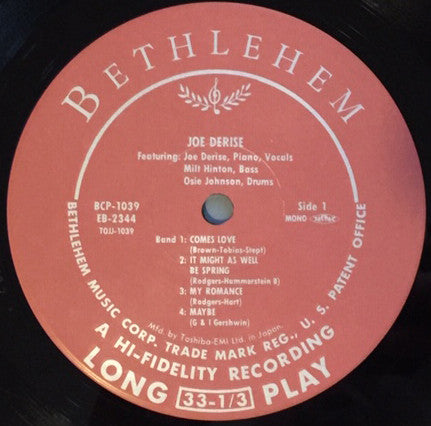 BETHLEHEM
JOE DERISE
Featuring: Joe Derise, Piano, Vocals
Milt Hinton, Bass
Osie Johnson, Drums
BCP-1039
EB-2344
TOJJ-1039
Side 1
MONO
Band 1: COMES LOVE
(Brown-Tobias-Stept)
2: IT MIGHT AS WELL
BE SPRING
(Rodgers-Hammerstein II)
3: MY ROMANCE
(Rodgers-Hart)
4: MAYBE
(G & I Gershwin)
Mfd. by Toshiba-EMI Ltd. in Japan.
BETHLEHEM MUSIC CORP. TRADE MARK REG., U. S. PATENT OFFICE
A HI-FIDELITY RECORDING
LONG 33-1/3 PLAY